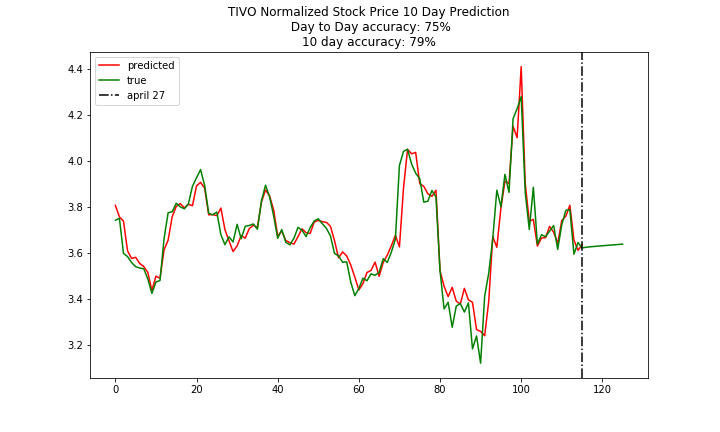 TIVO Normalized Stock Price 10 Day Prediction
Day to Day accuracy: 75%
10 day accuracy: 79%
predicted
true
april 27
4.4
4.2
4.0
3.8
3.6
3.4
3.2
0 20 40 60 80 100 120